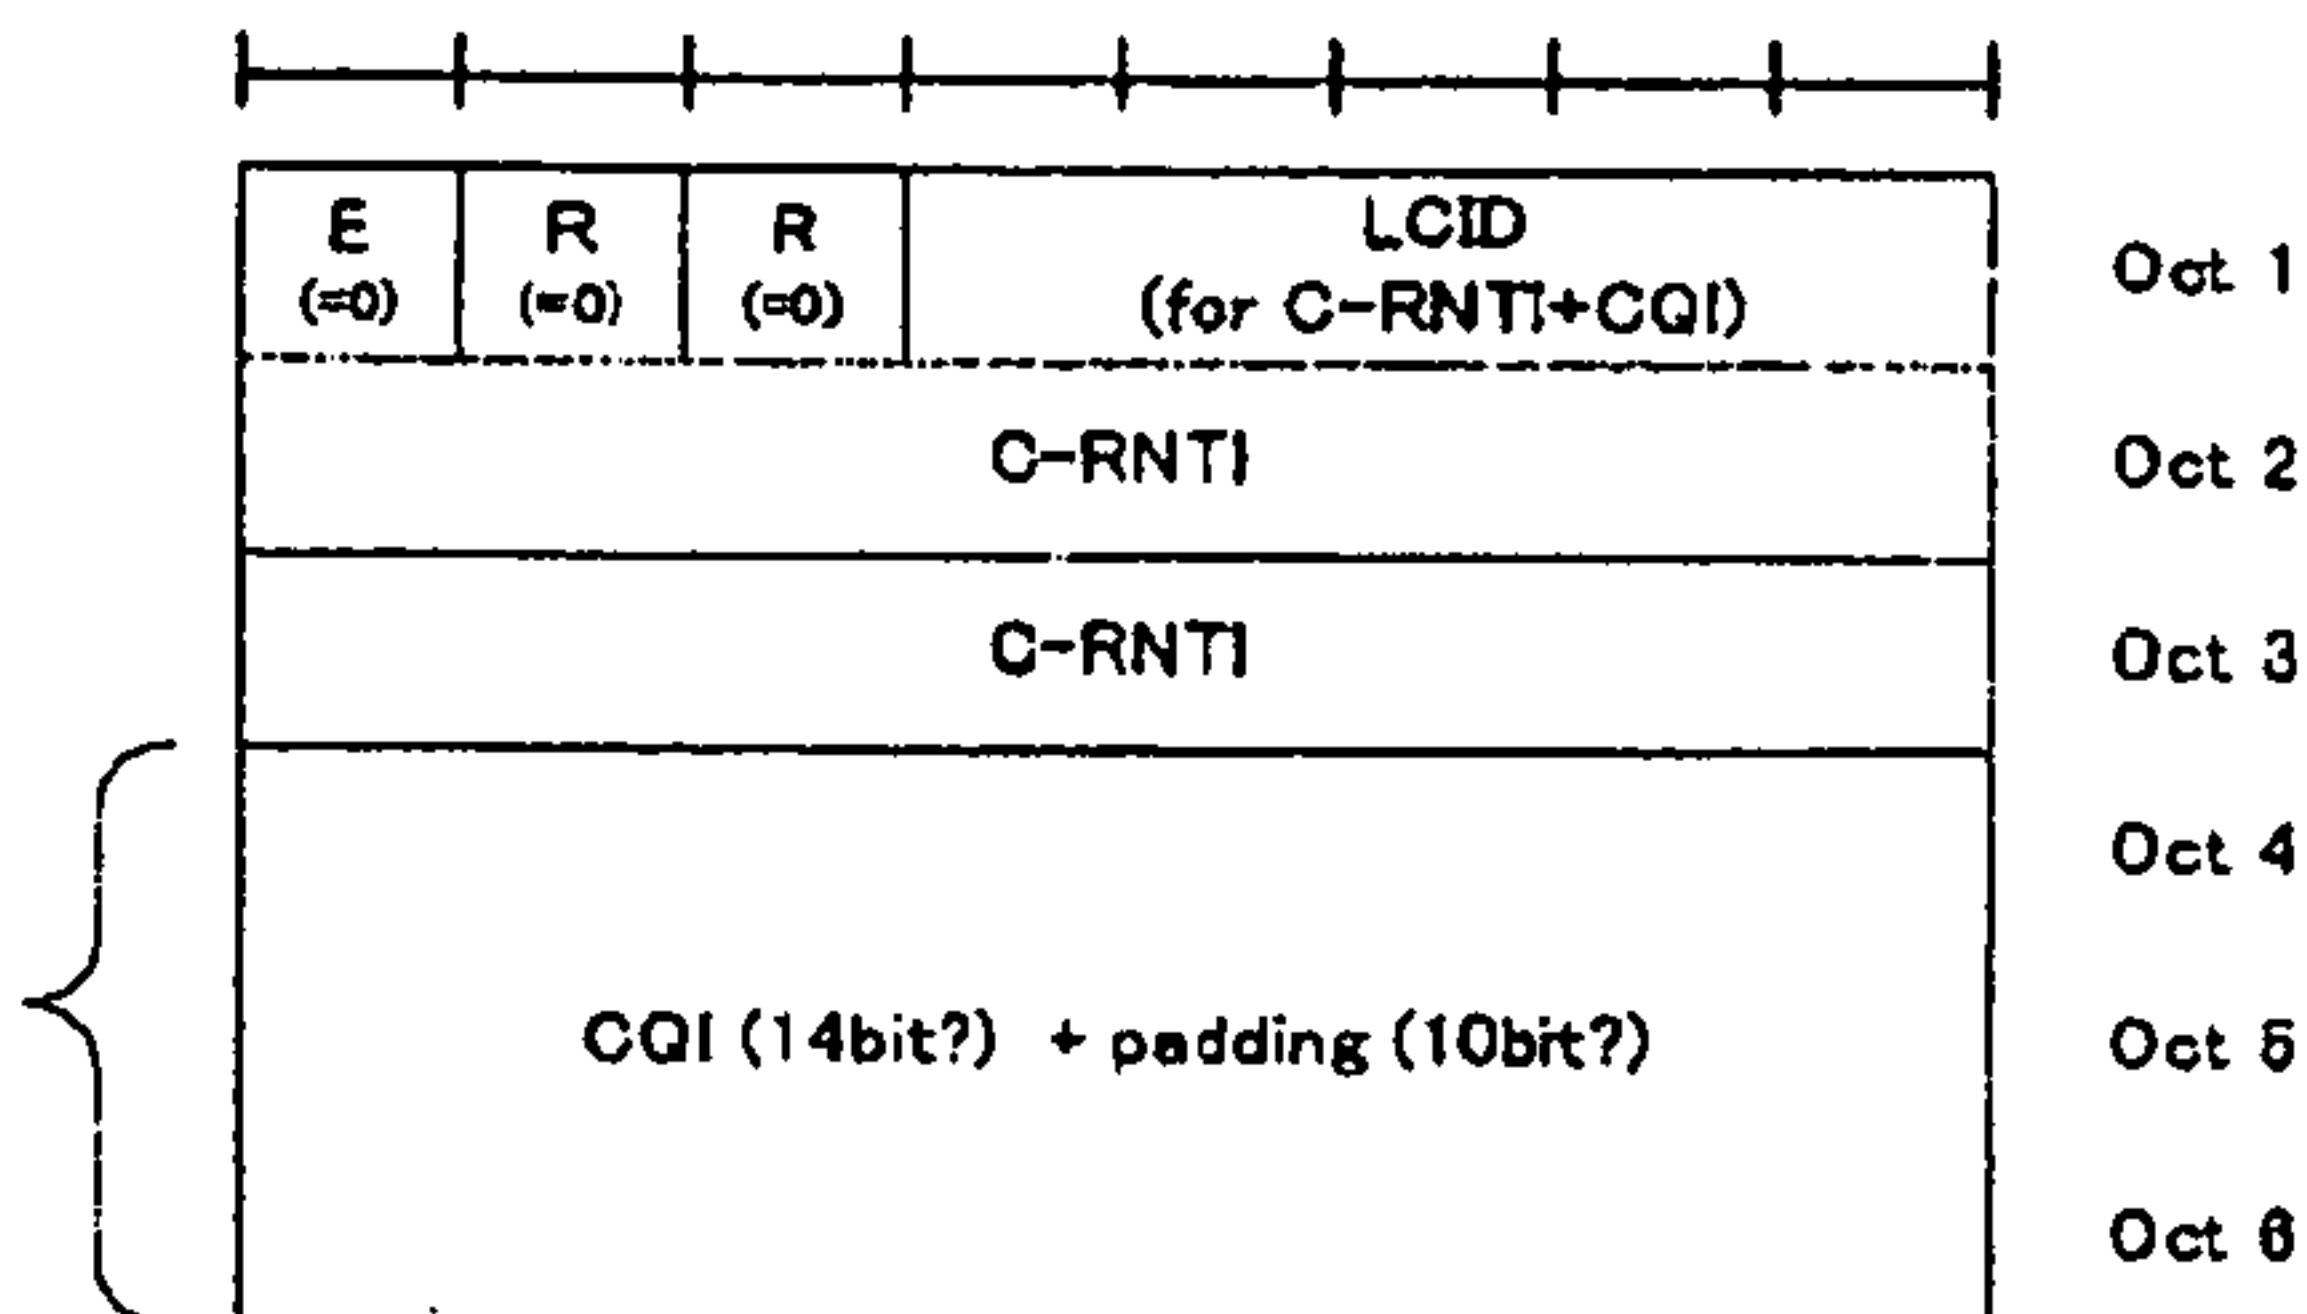 E R R LCID
(=0) (=0) (=0) (for C-RNTI+CQI) Oct 1
C-RNTI Oct 2
C-RNTI Oct 3
Oct 4
CQI (14bit?) + padding (10bit?) Oct 5
Oct 6